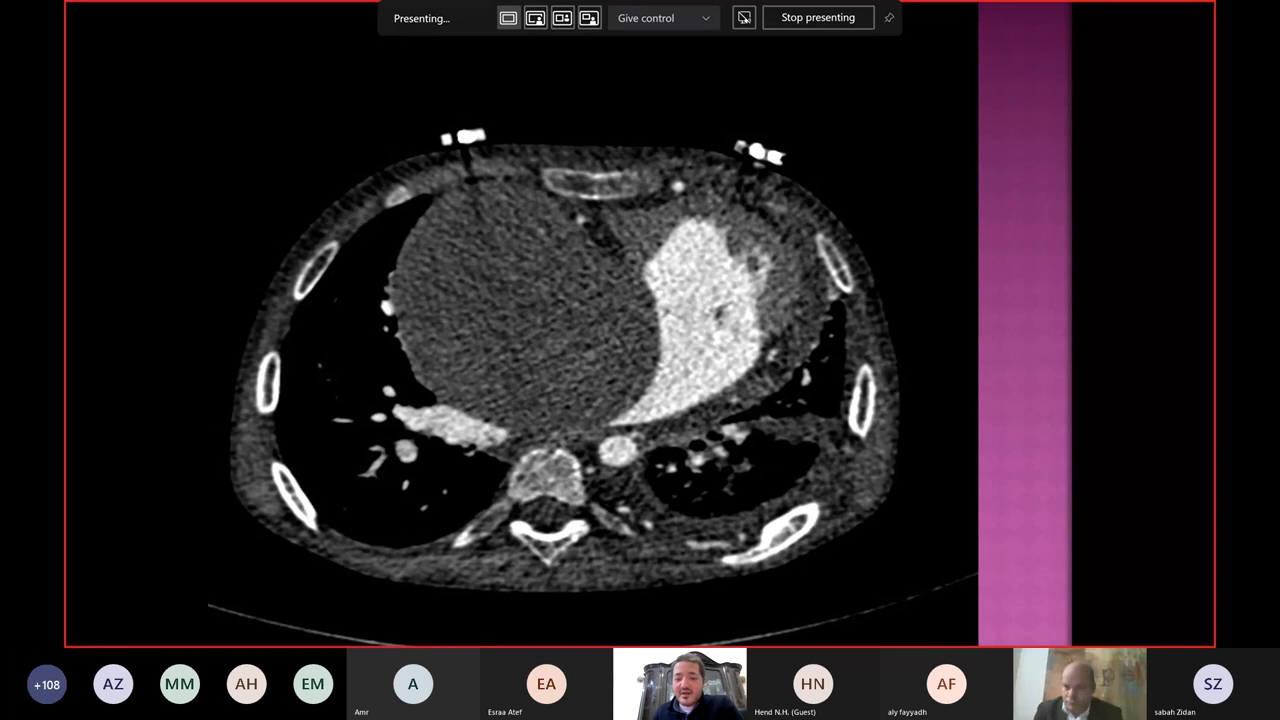 Presenting...
Give control
Stop presenting
+108
AZ
MM
AH
EM
A
EA
HN
AF
SZ
Amr
Esraa Atef
Hend N.H. (Guest)
aly fayyadh
sabah Zidan